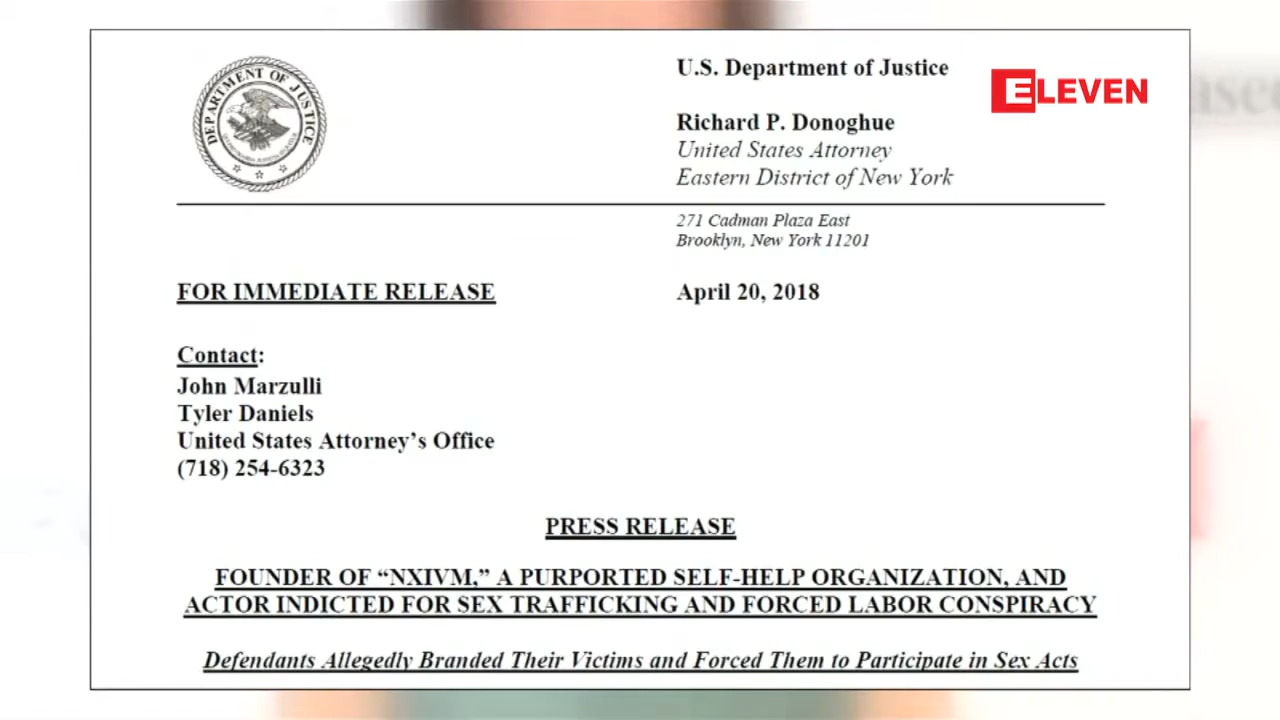 DEPARTMENT OF JUSTICE
U.S. Department of Justice
ELEVEN
Richard P. Donoghue
United States Attorney
Eastern District of New York
271 Cadman Plaza East
Brooklyn, New York 11201
FOR IMMEDIATE RELEASE
April 20, 2018
Contact:
John Marzulli
Tyler Daniels
United States Attorney’s Office
(718) 254-6323
PRESS RELEASE
FOUNDER OF “NXIVM,” A PURPORTED SELF-HELP ORGANIZATION, AND
ACTOR INDICTED FOR SEX TRAFFICKING AND FORCED LABOR CONSPIRACY
Defendants Allegedly Branded Their Victims and Forced Them to Participate in Sex Acts